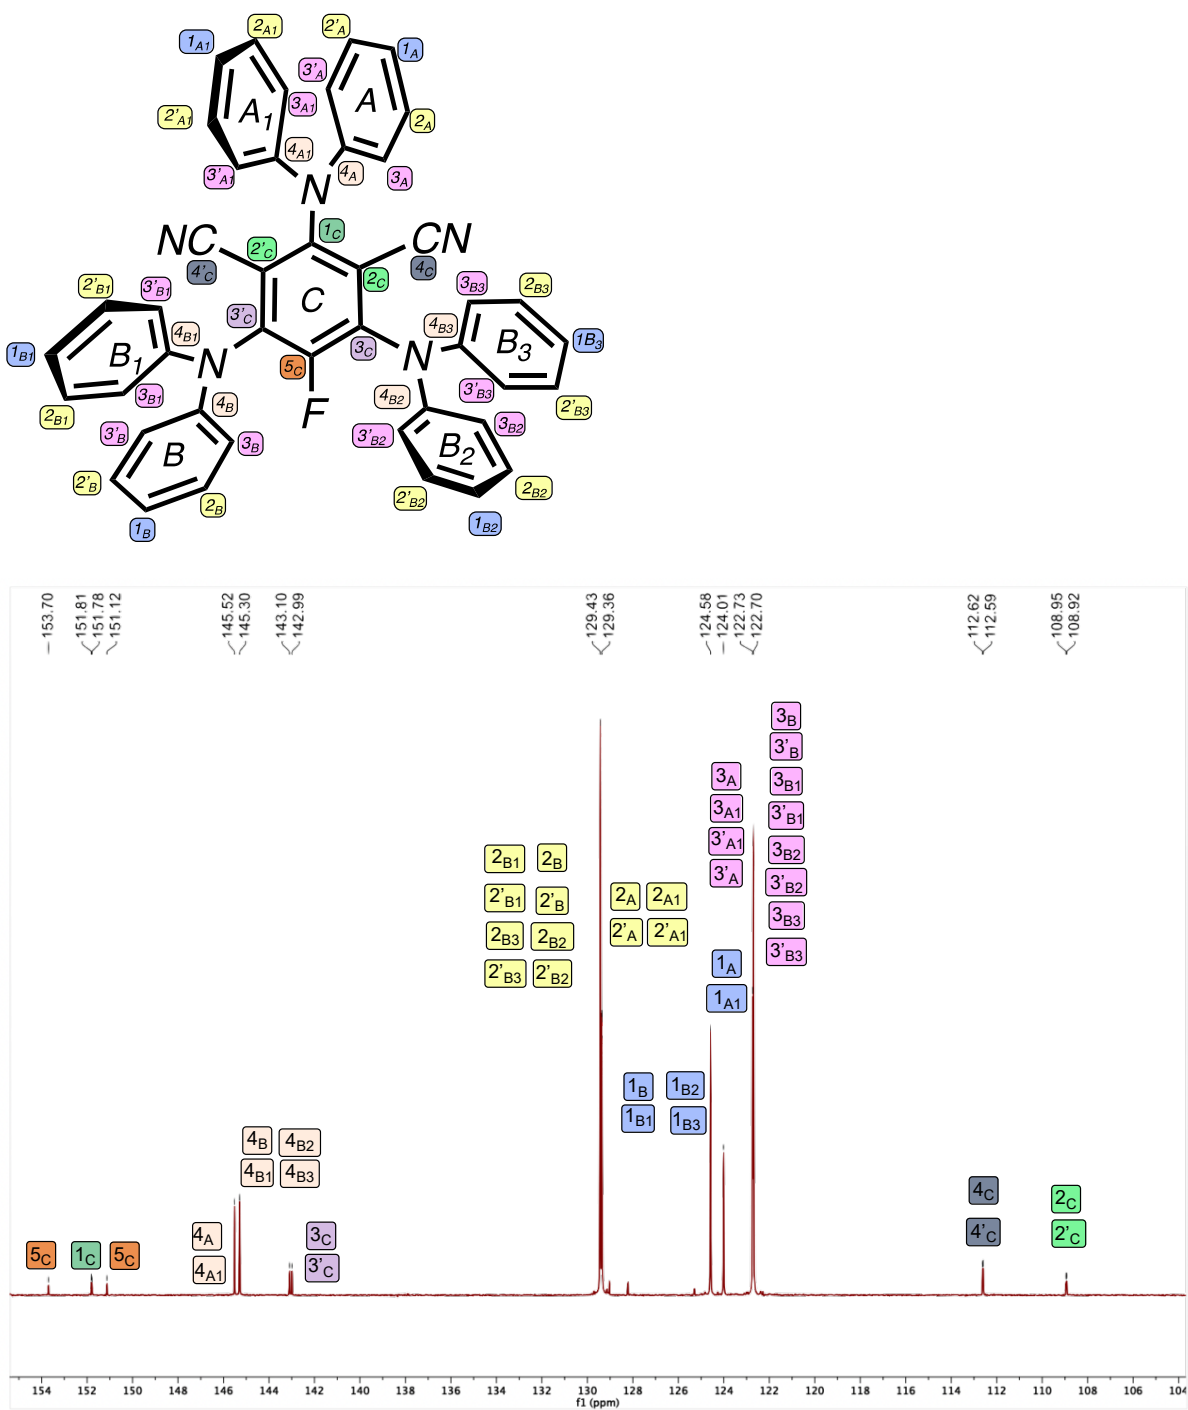 2A1 2'A
1A1 1A
3'A
A1 3A1 A
2'A1 2A
4A1
3'A1 4A 3A
N
1C
NC CN
2'C
4'C 2C 4C
2'B1 3'B1 3B3 2B3
C
3'C 4B3
4B1 1B3
1B1 B1 N 3C N B3
5C
3B1 3'B3
2B1 4B F 4B2 2'B3
3'B 3B 3'B2 3B2
B B2
2'B 2B 2'B2 2B2
1B 1B2
153.70
151.81
151.78
151.12
145.52
145.30
143.10
142.99
129.43
129.36
124.58
124.01
122.73
122.70
112.62
112.59
108.95
108.92
3B
3'B
3A 3B1
3A1 3'B1
3'A1 3B2
3'A 3'B2
2B1 2B
2'B1 2'B 2A 2A1
2B3 2B2 2'A 2'A1
2'B3 2'B2
3B3
3'B3
1A
1A1
1B 1B2
1B1 1B3
4B 4B2
4B1 4B3
4A 3C
4A1 3'C
5C 1C 5C
4C 2C
4'C 2'C
154 152 150 148 146 144 142 140 138 136 134 132 130 128 126 124 122 120 118 116 114 112 110 108 106 104
f1 (ppm)